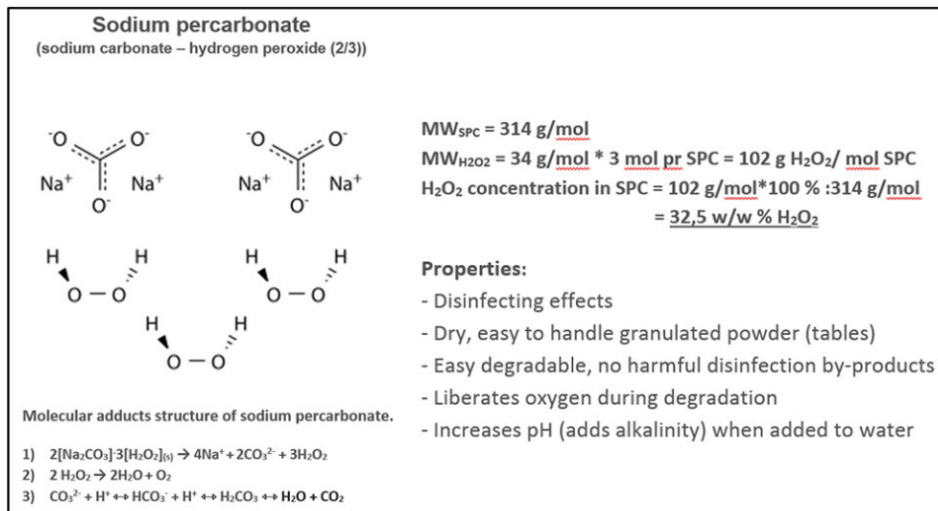 Sodium percarbonate
(sodium carbonate – hydrogen peroxide (2/3))
⁻O O⁻ ⁻O O⁻
Na⁺ Na⁺ Na⁺ Na⁺
O⁻ O⁻
H H H H
O – O O – O
H H
O – O
Molecular adducts structure of sodium percarbonate.
1) 2[Na₂CO₃]·3[H₂O₂](s) → 4Na⁺ + 2CO₃²⁻ + 3H₂O₂
2) 2 H₂O₂ → 2H₂O + O₂
3) CO₃²⁻ + H⁺ ↔ HCO₃⁻ + H⁺ ↔ H₂CO₃ ↔ H₂O + CO₂
MWSPC = 314 g/mol
MWH2O2 = 34 g/mol * 3 mol pr SPC = 102 g H₂O₂/ mol SPC
H₂O₂ concentration in SPC = 102 g/mol*100 % :314 g/mol
= 32,5 w/w % H₂O₂
Properties:
- Disinfecting effects
- Dry, easy to handle granulated powder (tables)
- Easy degradable, no harmful disinfection by-products
- Liberates oxygen during degradation
- Increases pH (adds alkalinity) when added to water